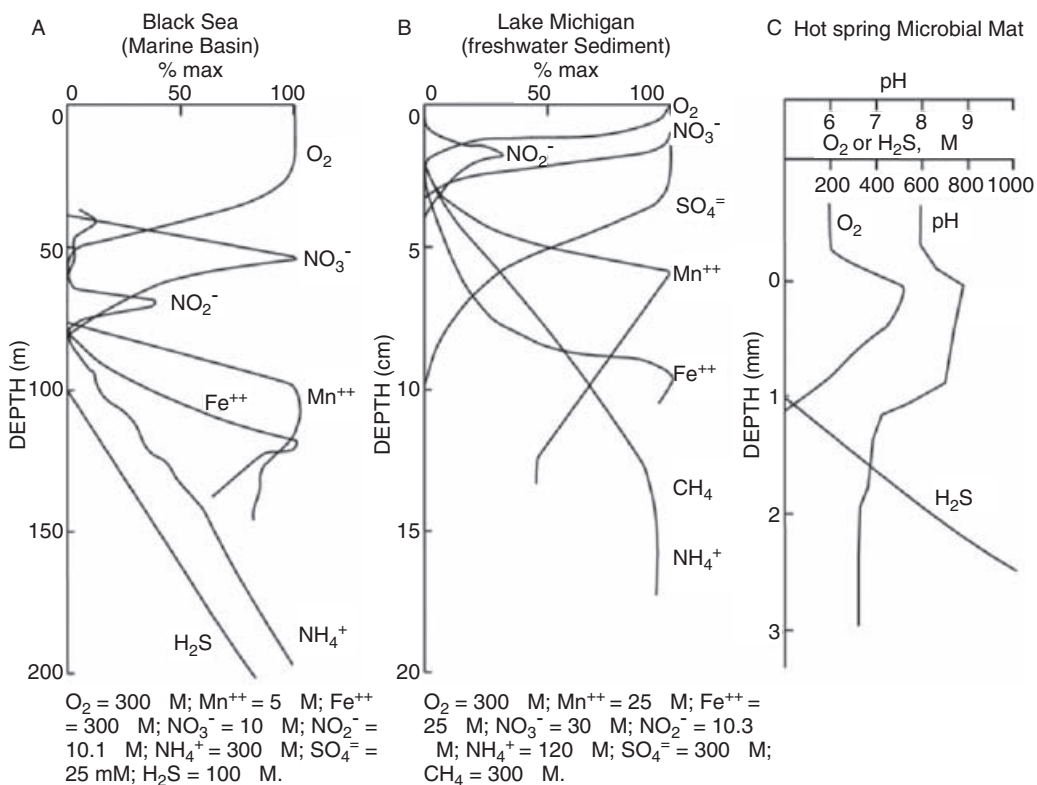 A
Black Sea
(Marine Basin)
% max
0 50 100
0
50
100
150
200
DEPTH (m)
O₂
NO₃⁻
NO₂⁻
Mn⁺⁺
Fe⁺⁺
H₂S
NH₄⁺
O₂ = 300 M; Mn⁺⁺ = 5 M; Fe⁺⁺
= 300 M; NO₃⁻ = 10 M; NO₂⁻ =
10.1 M; NH₄⁺ = 300 M; SO₄⁼ =
25 mM; H₂S = 100 M.
B
Lake Michigan
(freshwater Sediment)
% max
0 50 100
0
5
10
15
20
DEPTH (cm)
O₂
NO₃⁻
NO₂⁻
SO₄⁼
Mn⁺⁺
Fe⁺⁺
CH₄
NH₄⁺
O₂ = 300 M; Mn⁺⁺ = 25 M; Fe⁺⁺ =
25 M; NO₃⁻ = 30 M; NO₂⁻ = 10.3
M; NH₄⁺ = 120 M; SO₄⁼ = 300 M;
CH₄ = 300 M.
C Hot spring Microbial Mat
pH
6 7 8 9
O₂ or H₂S, M
200 400 600 800 1000
O₂
pH
0
1
2
3
DEPTH (mm)
H₂S